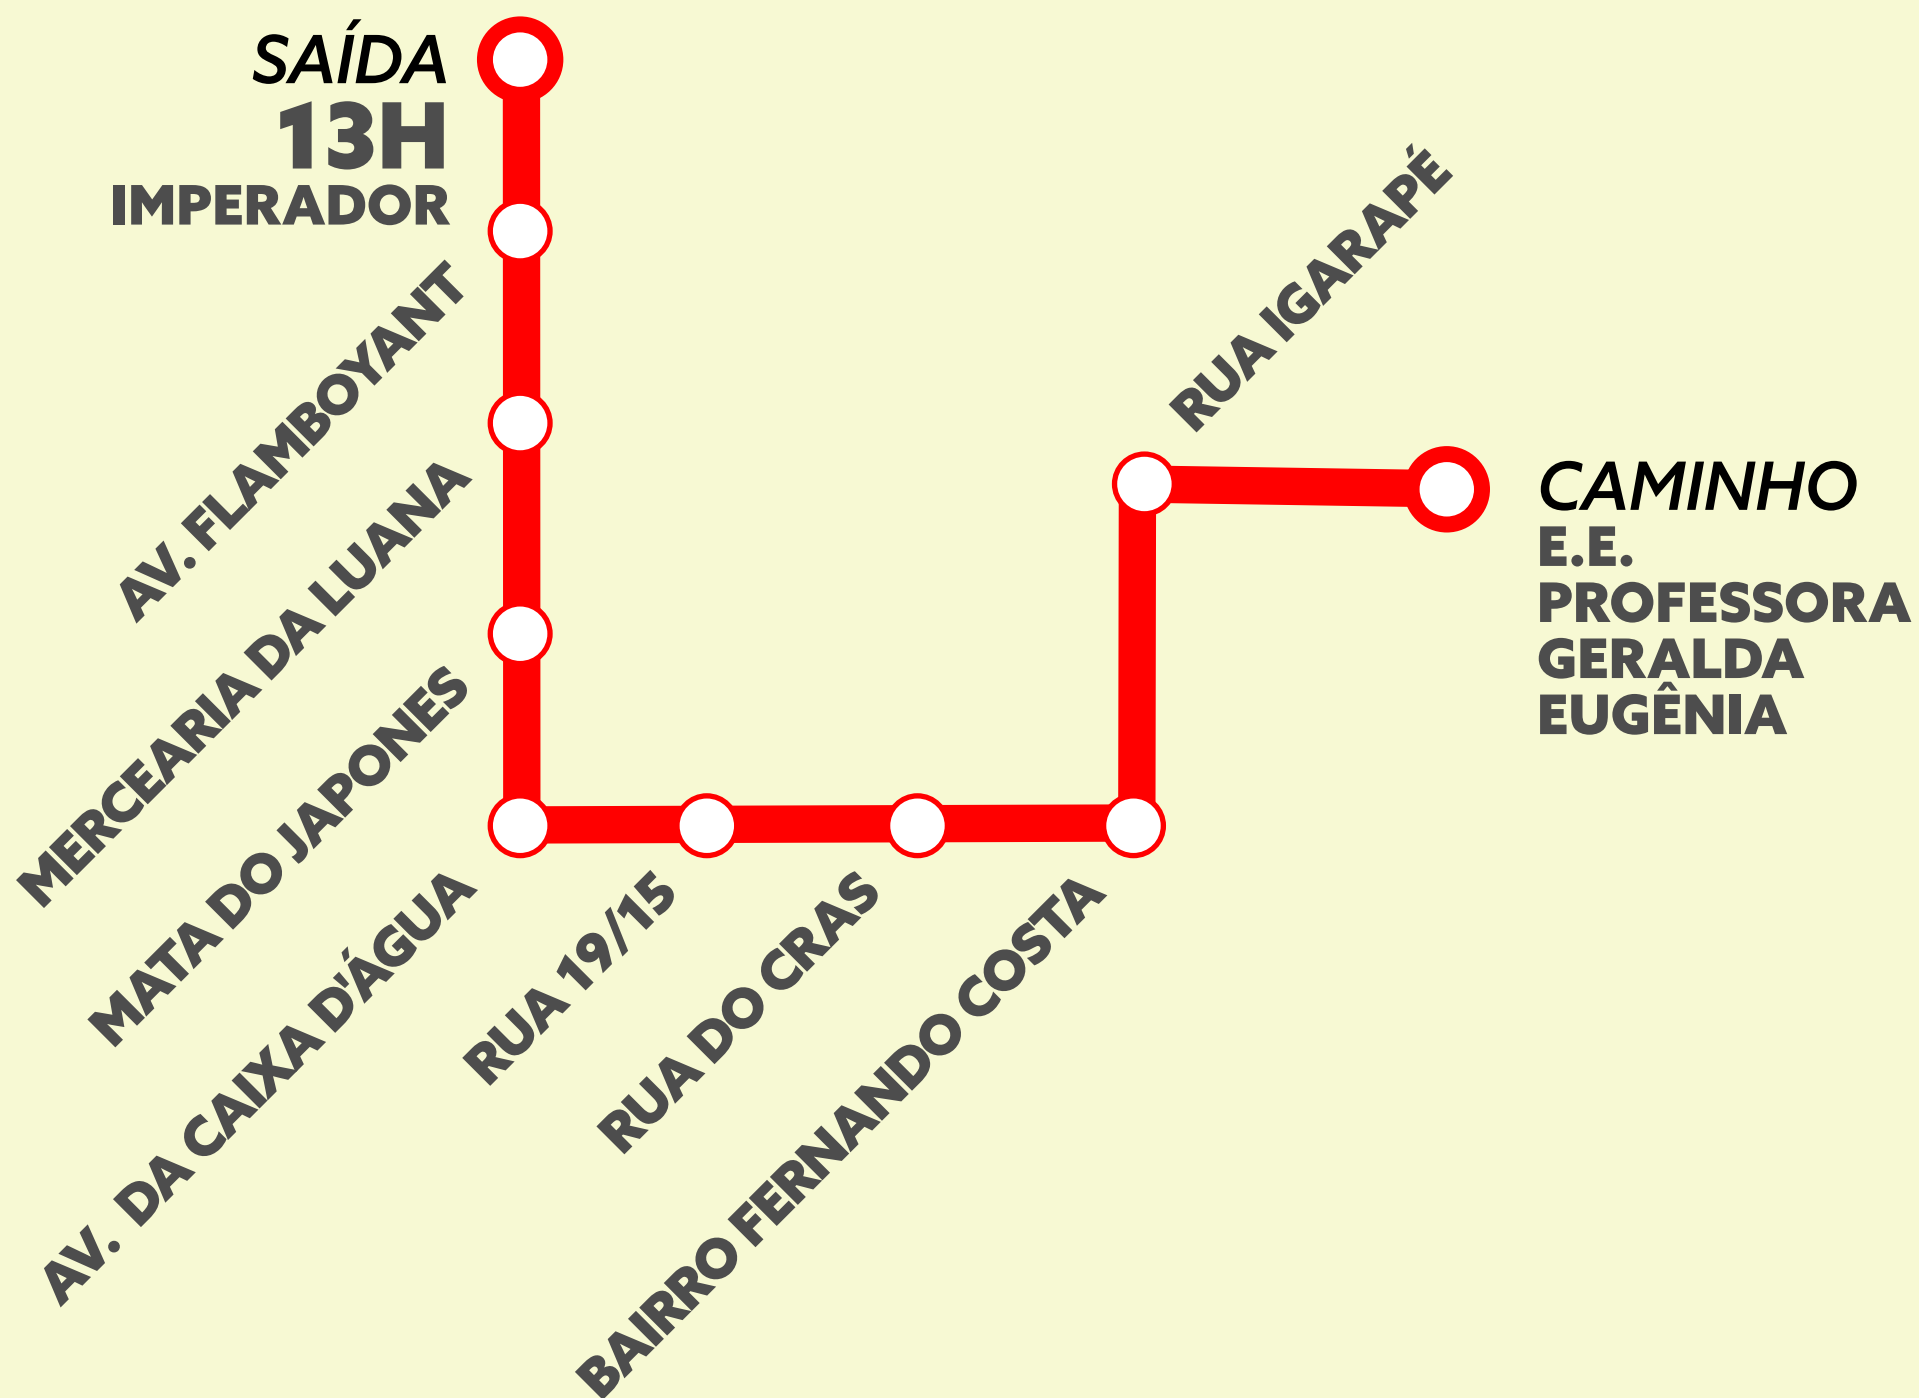 SAÍDA
13H
IMPERADOR
AV. FLAMBOYANT
MERCEARIA DA LUANA
MATA DO JAPONES
AV. DA CAIXA D'ÁGUA
RUA 19/15
RUA DO CRAS
BAIRRO FERNANDO COSTA
RUA IGARAPÉ
CAMINHO
E.E.
PROFESSORA
GERALDA
EUGÊNIA